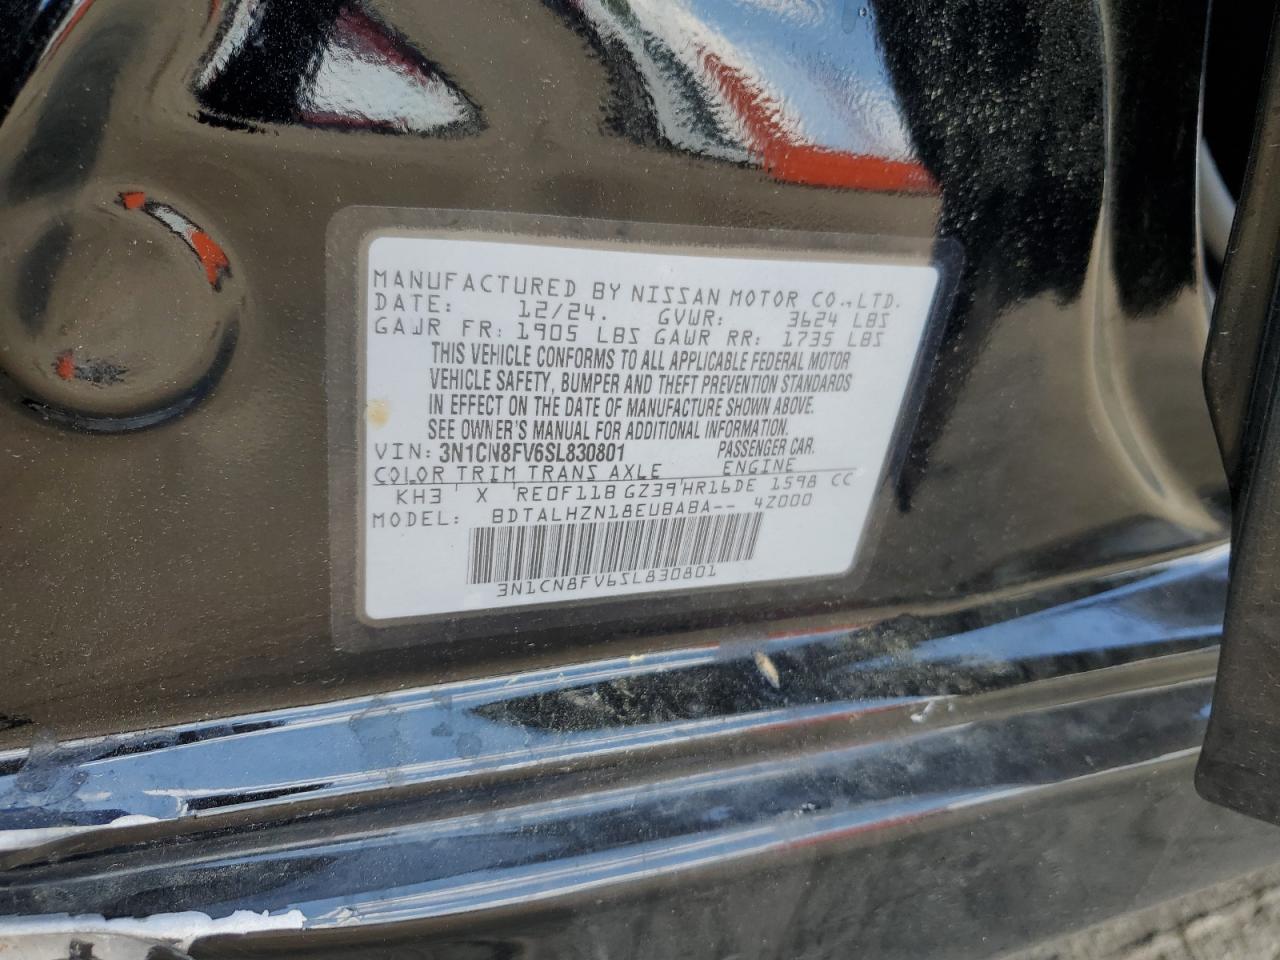 MANUFACTURED BY NISSAN MOTOR CO., LTD.
DATE: 12/24. GVWR: 3624 LBS
GAWR FR: 1905 LBS GAWR RR: 1735 LBS
THIS VEHICLE CONFORMS TO ALL APPLICABLE FEDERAL MOTOR
VEHICLE SAFETY, BUMPER AND THEFT PREVENTION STANDARDS
IN EFFECT ON THE DATE OF MANUFACTURE SHOWN ABOVE.
SEE OWNER'S MANUAL FOR ADDITIONAL INFORMATION.
VIN: 3N1CN8FV6SL830801 PASSENGER CAR.
COLOR TRIM TRANS AXLE ENGINE
KH3 X RE0F11B GZ39 HR16DE 1598 CC
MODEL: BDTALHZN18EUBABA-- 4Z000
3N1CN8FV6SL830801